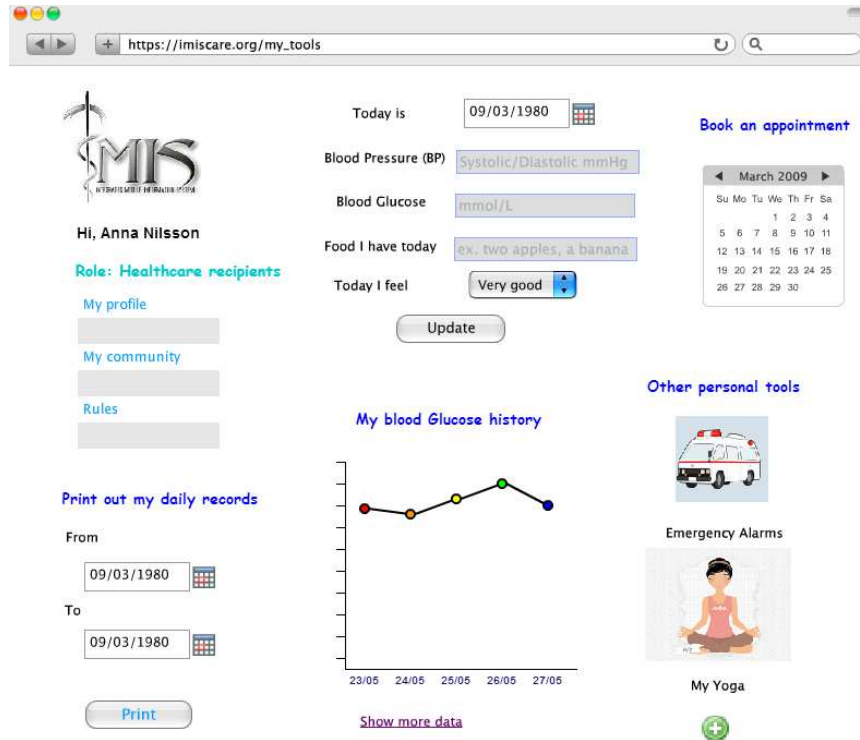 https://imiscare.org/my_tools
IMIS
INTEGRATED MOBILE INFORMATION SYSTEM
Hi, Anna Nilsson
Role: Healthcare recipients
My profile
My community
Rules
Print out my daily records
From
09/03/1980
To
09/03/1980
Print
Today is 09/03/1980
Blood Pressure (BP) Systolic/Diastolic mmHg
Blood Glucose mmol/L
Food I have today ex. two apples, a banana
Today I feel Very good
Update
My blood Glucose history
23/05 24/05 25/05 26/05 27/05
Show more data
Book an appointment
March 2009
Su Mo Tu We Th Fr Sa
1 2 3 4
5 6 7 8 9 10 11
12 13 14 15 16 17 18
19 20 21 22 23 24 25
26 27 28 29 30
Other personal tools
Emergency Alarms
My Yoga